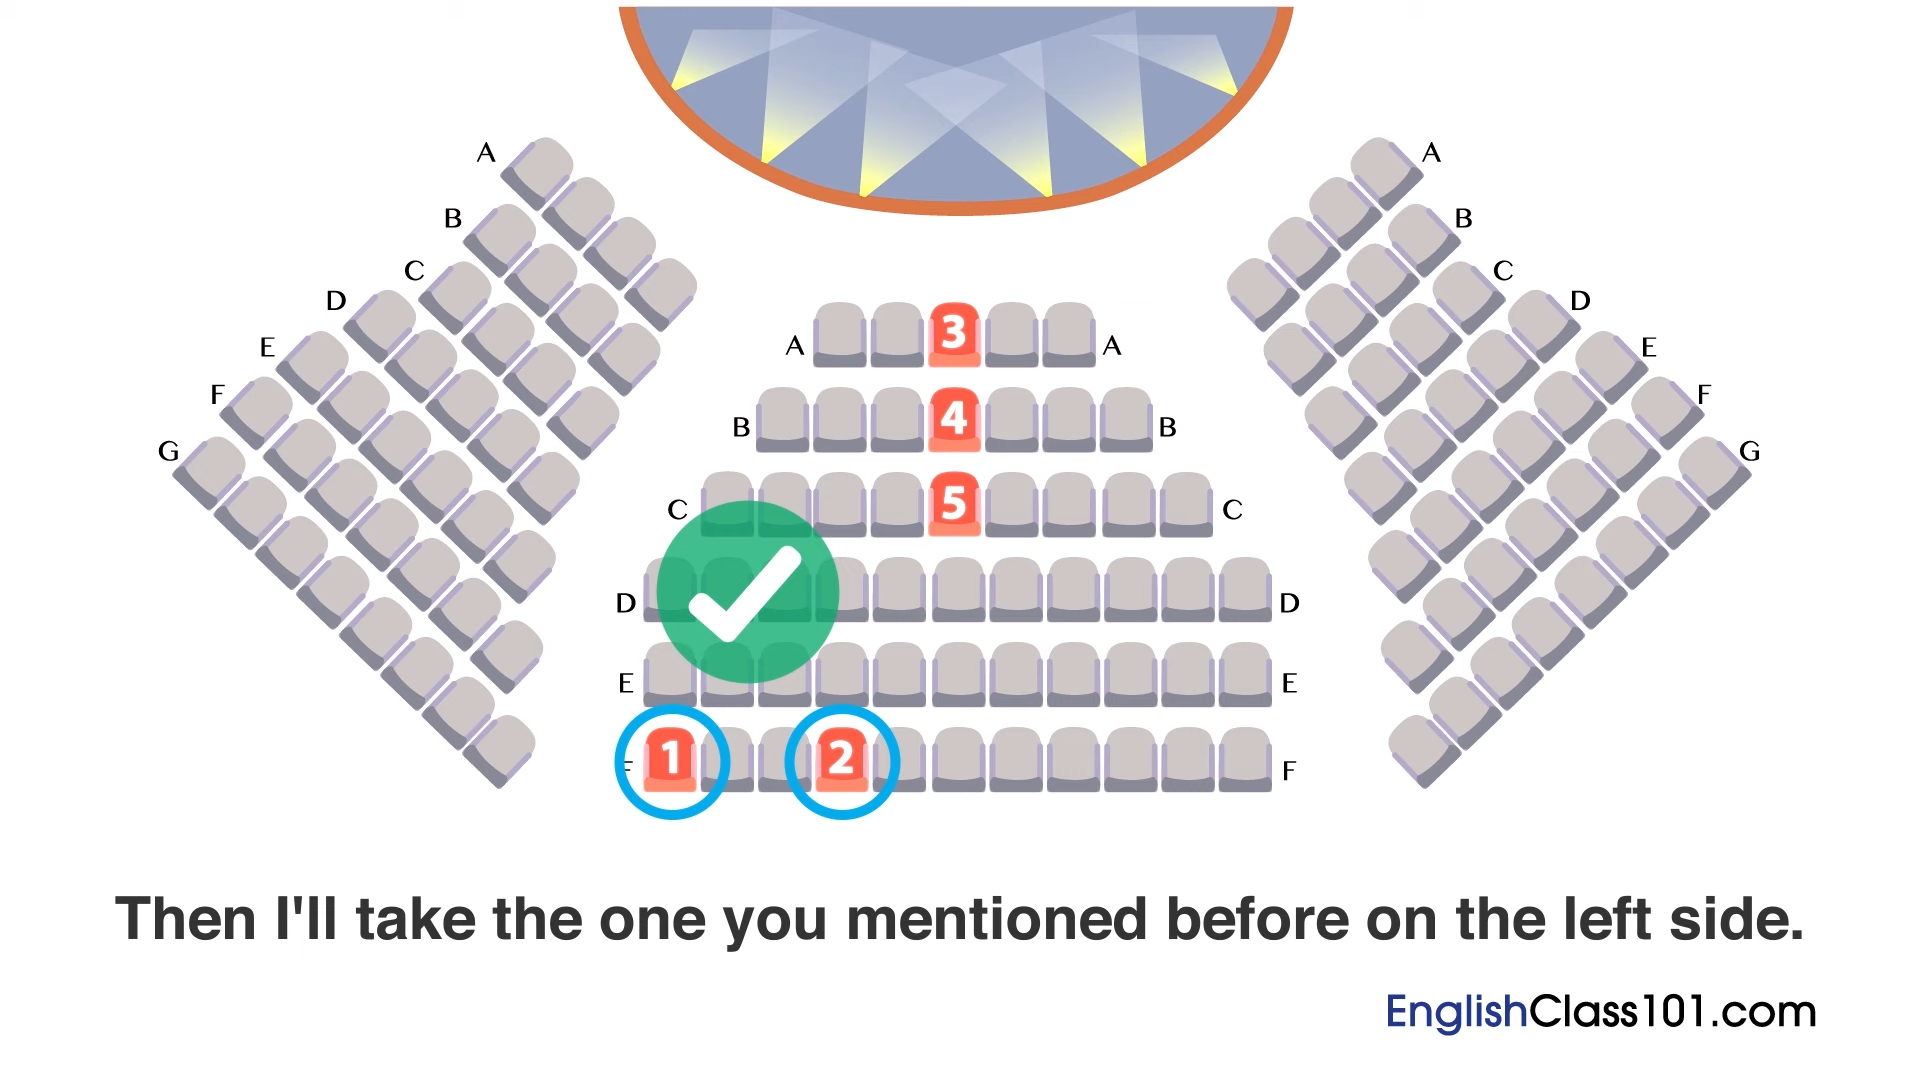 A A
B B
C C
D D
E E
F F
G G
A 3 A
B 4 B
C 5 C
D D
E E
F 1 2 F
Then I'll take the one you mentioned before on the left side.
EnglishClass101.com